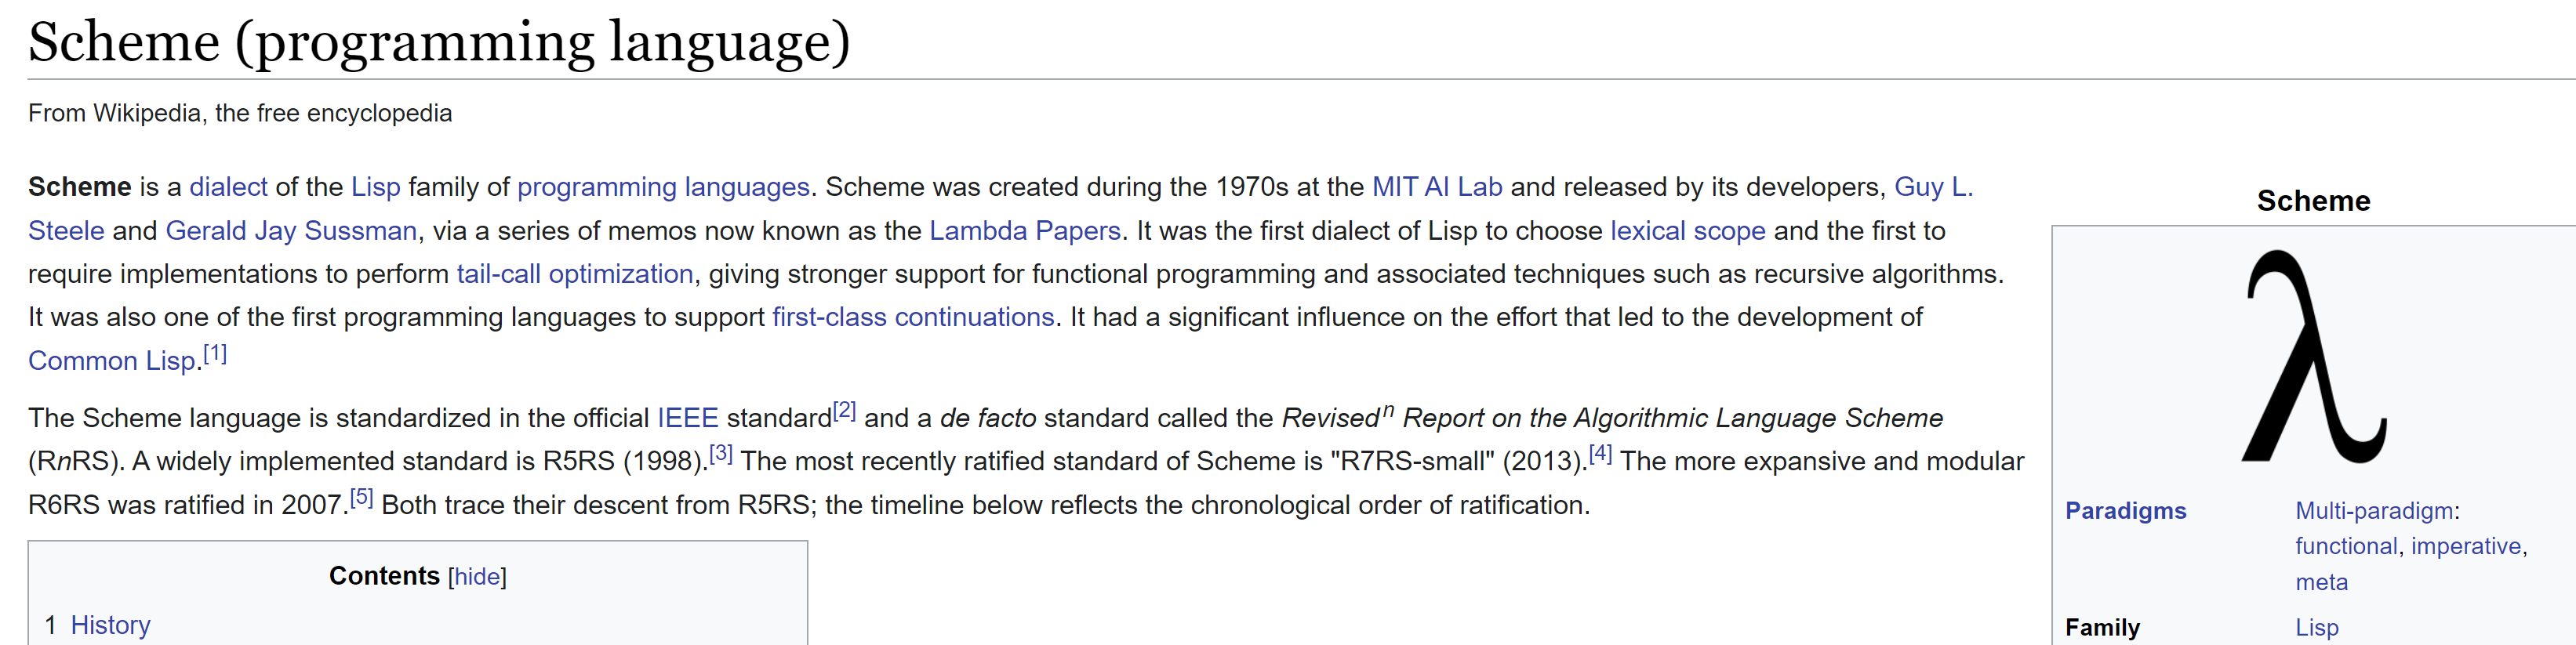 Scheme (programming language)
From Wikipedia, the free encyclopedia
Scheme is a dialect of the Lisp family of programming languages. Scheme was created during the 1970s at the MIT AI Lab and released by its developers, Guy L.
Steele and Gerald Jay Sussman, via a series of memos now known as the Lambda Papers. It was the first dialect of Lisp to choose lexical scope and the first to
require implementations to perform tail-call optimization, giving stronger support for functional programming and associated techniques such as recursive algorithms.
It was also one of the first programming languages to support first-class continuations. It had a significant influence on the effort that led to the development of
Common Lisp.[1]
The Scheme language is standardized in the official IEEE standard[2] and a de facto standard called the Revisedⁿ Report on the Algorithmic Language Scheme
(RnRS). A widely implemented standard is R5RS (1998).[3] The most recently ratified standard of Scheme is "R7RS-small" (2013).[4] The more expansive and modular
R6RS was ratified in 2007.[5] Both trace their descent from R5RS; the timeline below reflects the chronological order of ratification.
Contents [hide]
1 History
Scheme
λ
Paradigms Multi-paradigm:
functional, imperative,
meta
Family Lisp